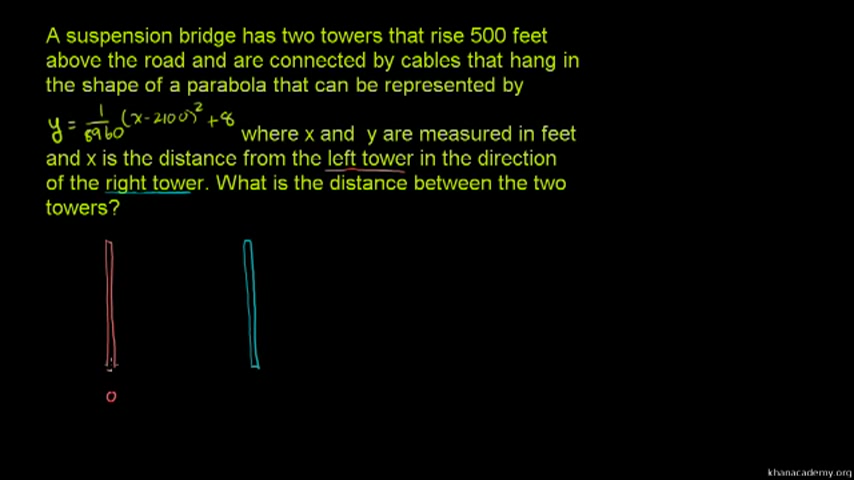 A suspension bridge has two towers that rise 500 feet
above the road and are connected by cables that hang in
the shape of a parabola that can be represented by
y = 1/8960 (x-2100)² + 8 where x and y are measured in feet
and x is the distance from the left tower in the direction
of the right tower. What is the distance between the two
towers?
0
khanacademy.org